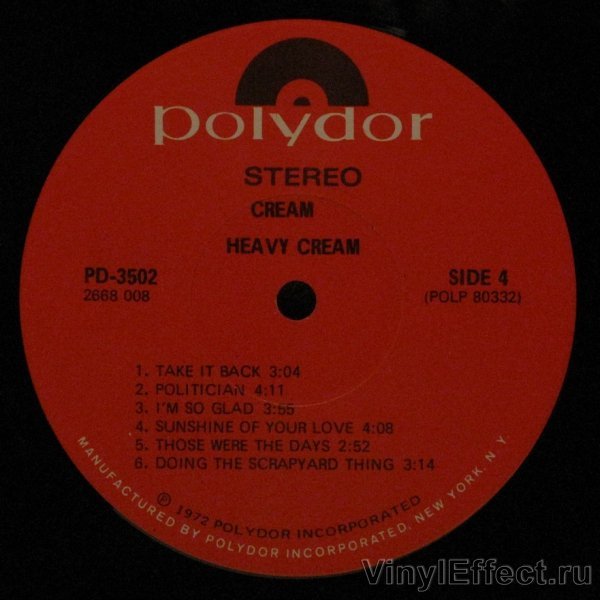 polydor
STEREO
CREAM
HEAVY CREAM
PD-3502
2668 008
SIDE 4
(POLP 80332)
1. TAKE IT BACK 3:04
2. POLITICIAN 4:11
3. I'M SO GLAD 3:55
4. SUNSHINE OF YOUR LOVE 4:08
5. THOSE WERE THE DAYS 2:52
6. DOING THE SCRAPYARD THING 3:14
℗ 1972 POLYDOR INCORPORATED
MANUFACTURED BY POLYDOR INCORPORATED, NEW YORK. N. Y.
VinylEffect.ru